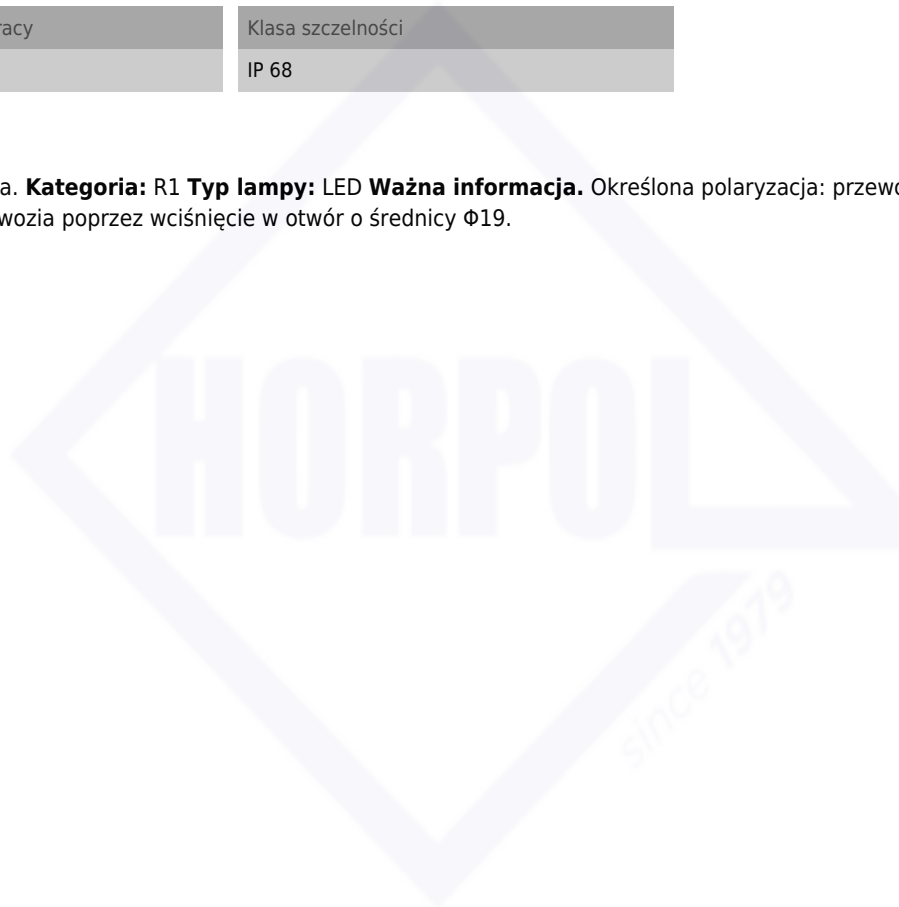 racy Klasa szczelności
IP 68
a. Kategoria: R1 Typ lampy: LED Ważna informacja. Określona polaryzacja: przewo
wozia poprzez wciśnięcie w otwór o średnicy Φ19.
HORPOL
since 1979